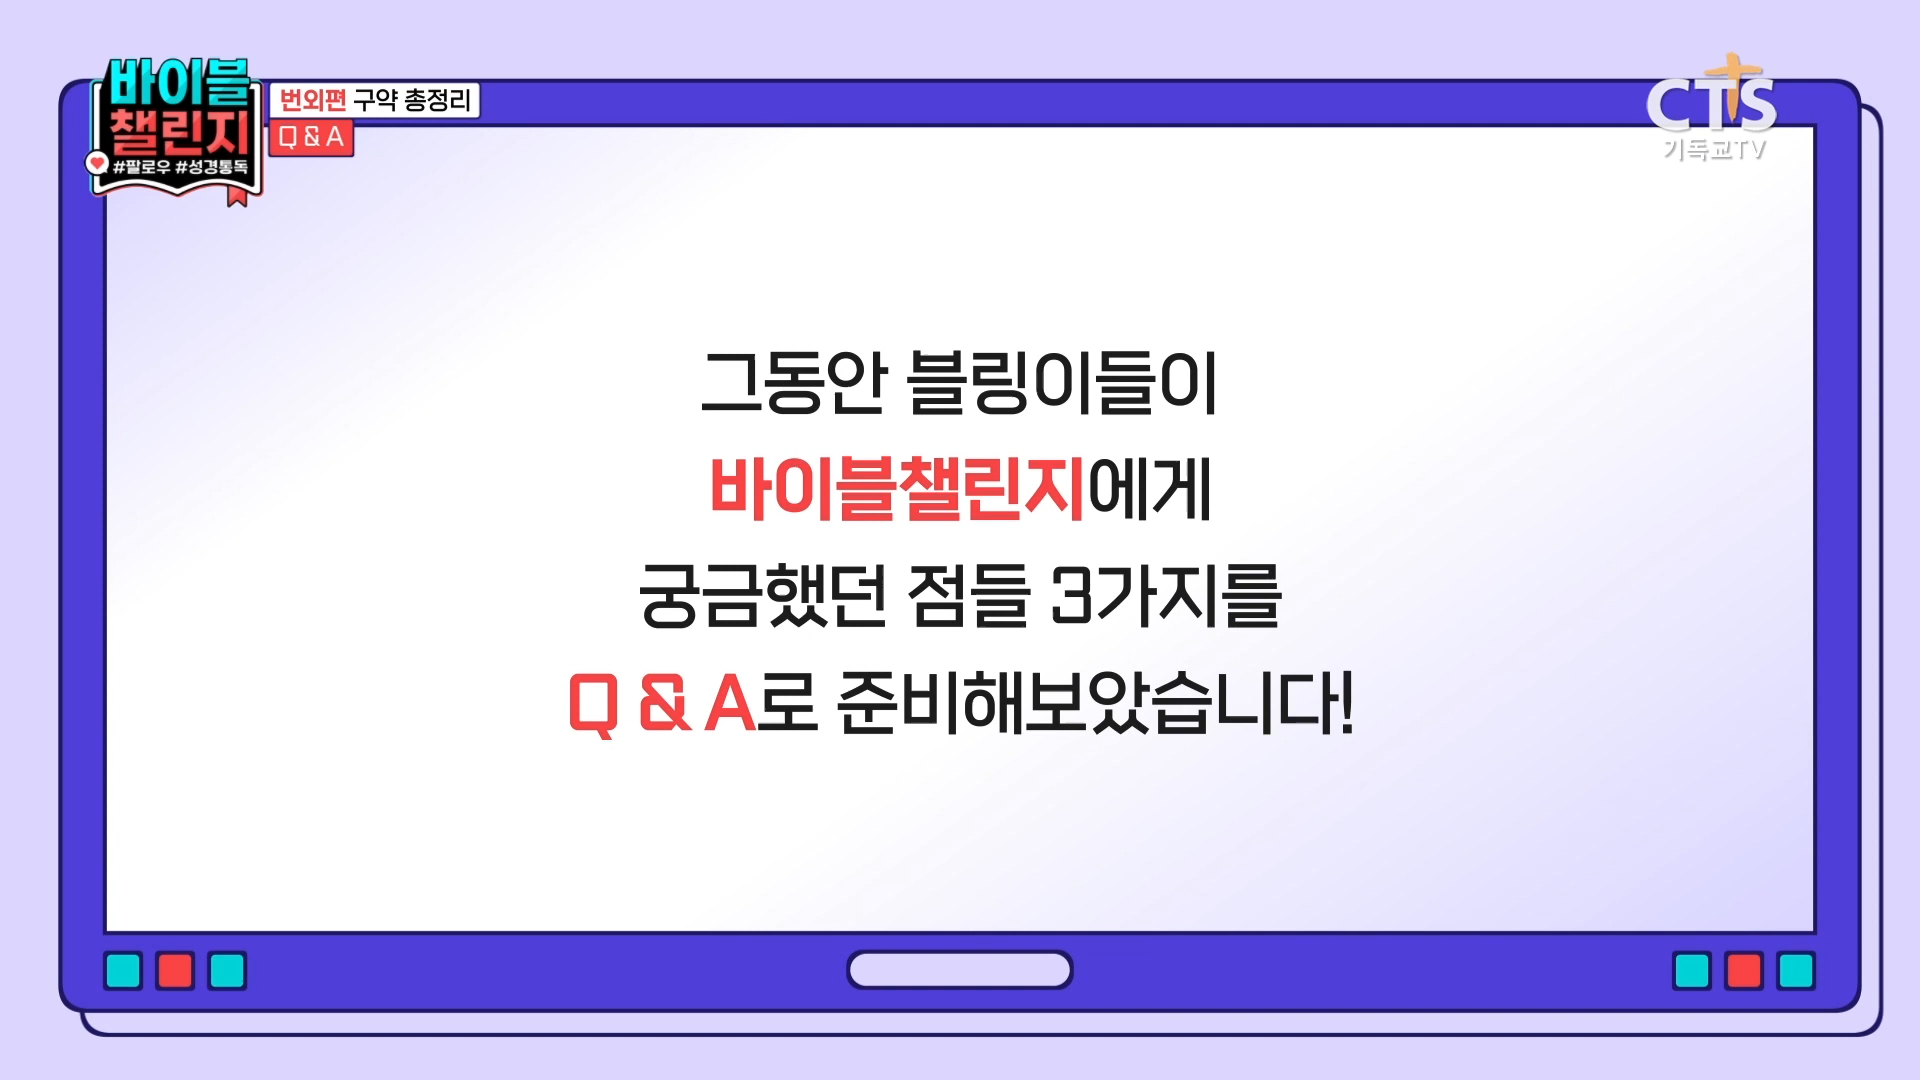 바이블
챌린지
#팔로우 #성경통독
번외편 구약 총정리
Q & A
CTS
기독교TV
그동안 블링이들이
바이블챌린지에게
궁금했던 점들 3가지를
Q & A로 준비해보았습니다!